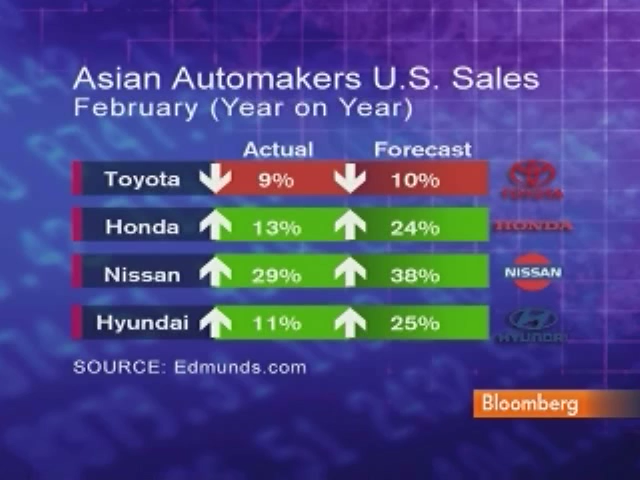 Asian Automakers U.S. Sales
February (Year on Year)
Actual Forecast
Toyota 9% 10% TOYOTA
Honda 13% 24% HONDA
Nissan 29% 38% NISSAN
Hyundai 11% 25% HYUNDAI
SOURCE: Edmunds.com
Bloomberg